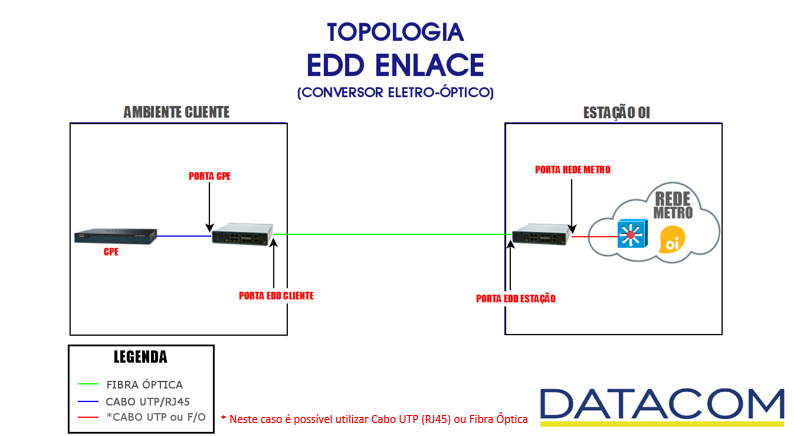 TOPOLOGIA
EDD ENLACE
(CONVERSOR ELETRO-ÓPTICO)
AMBIENTE CLIENTE
ESTAÇÃO OI
PORTA CPE
PORTA REDE METRO
REDE
METRO
oi
CPE
PORTA EDD CLIENTE
PORTA EDD ESTAÇÃO
LEGENDA
FIBRA ÓPTICA
CABO UTP/RJ45
*CABO UTP ou F/O
* Neste caso é possível utilizar Cabo UTP (RJ45) ou Fibra Óptica
DATACOM